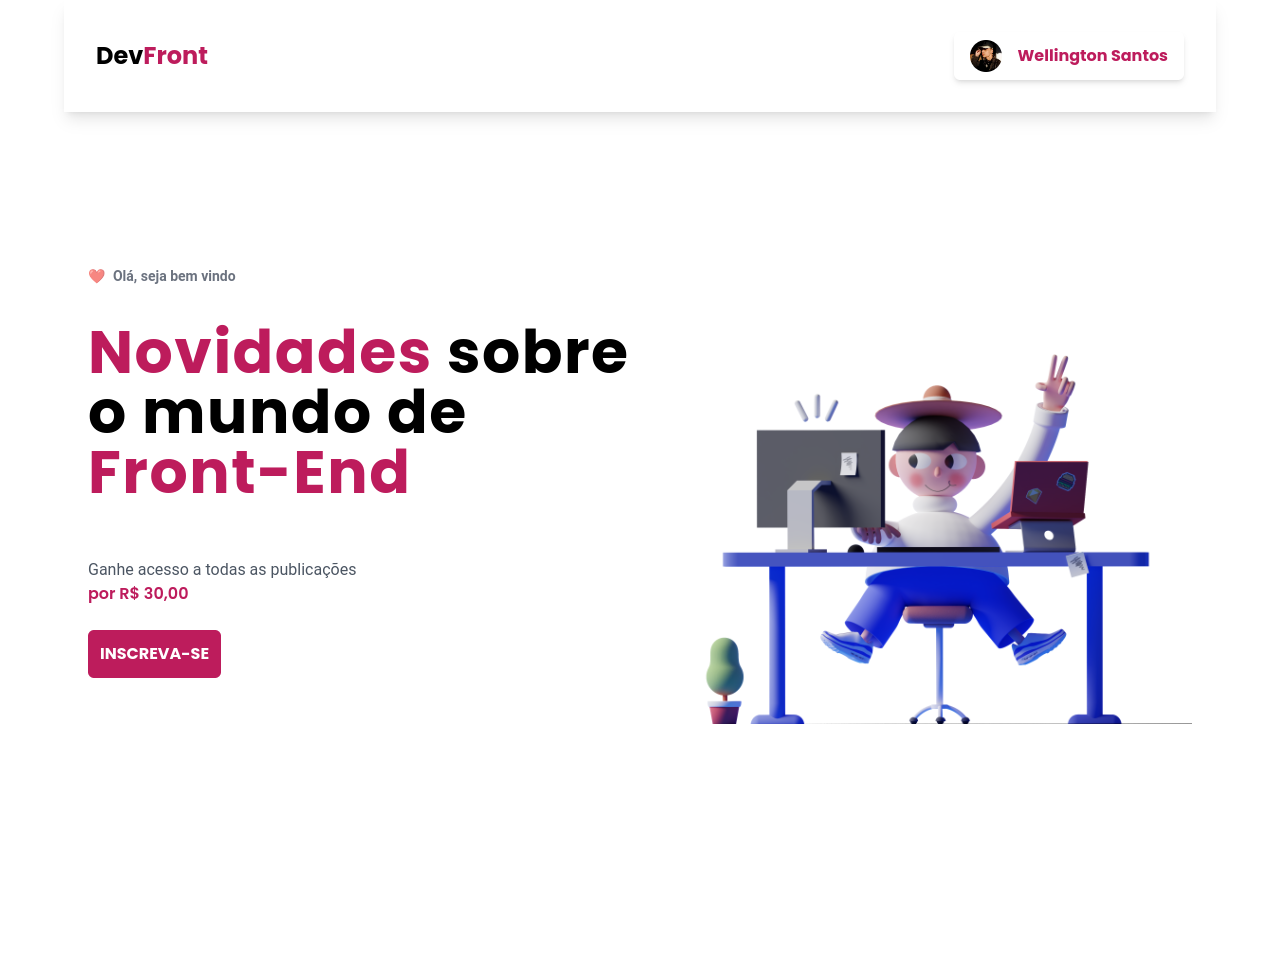 DevFront
Wellington Santos
❤️ Olá, seja bem vindo
Novidades sobre
o mundo de
Front-End
Ganhe acesso a todas as publicações
por R$ 30,00
INSCREVA-SE